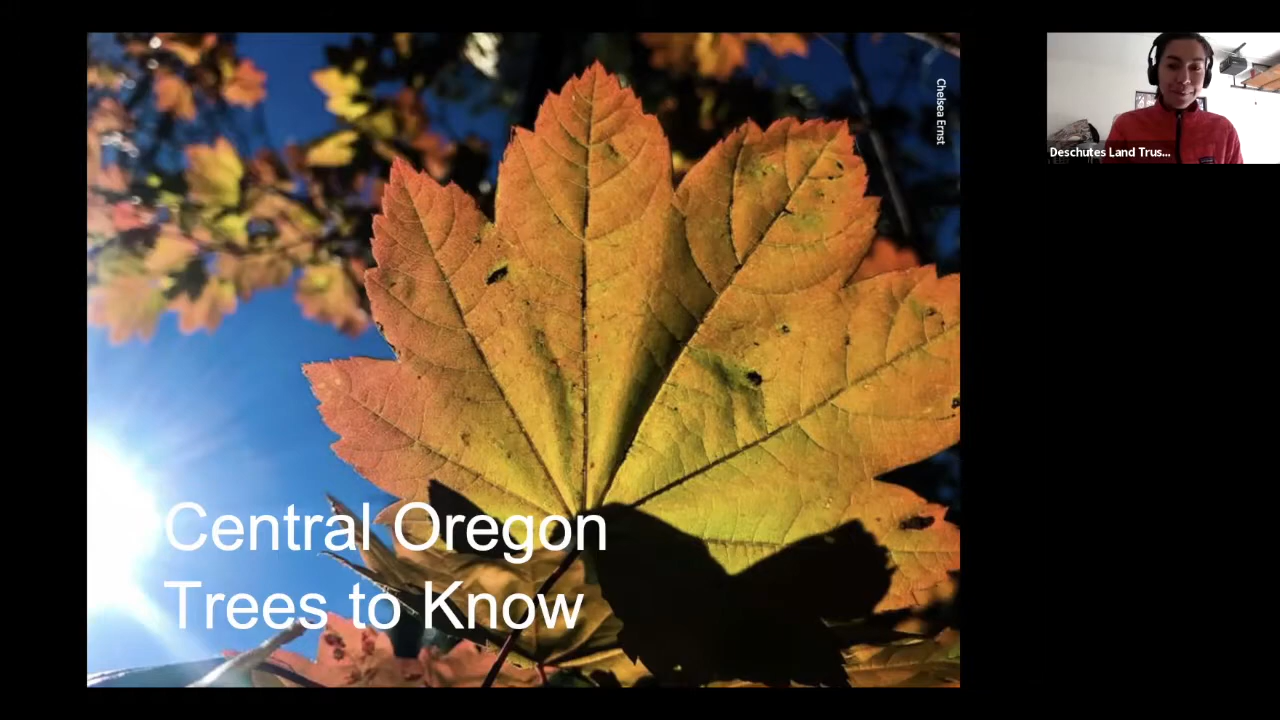 Central Oregon
Trees to Know
Chelsea Ernst
Deschutes Land Trus...